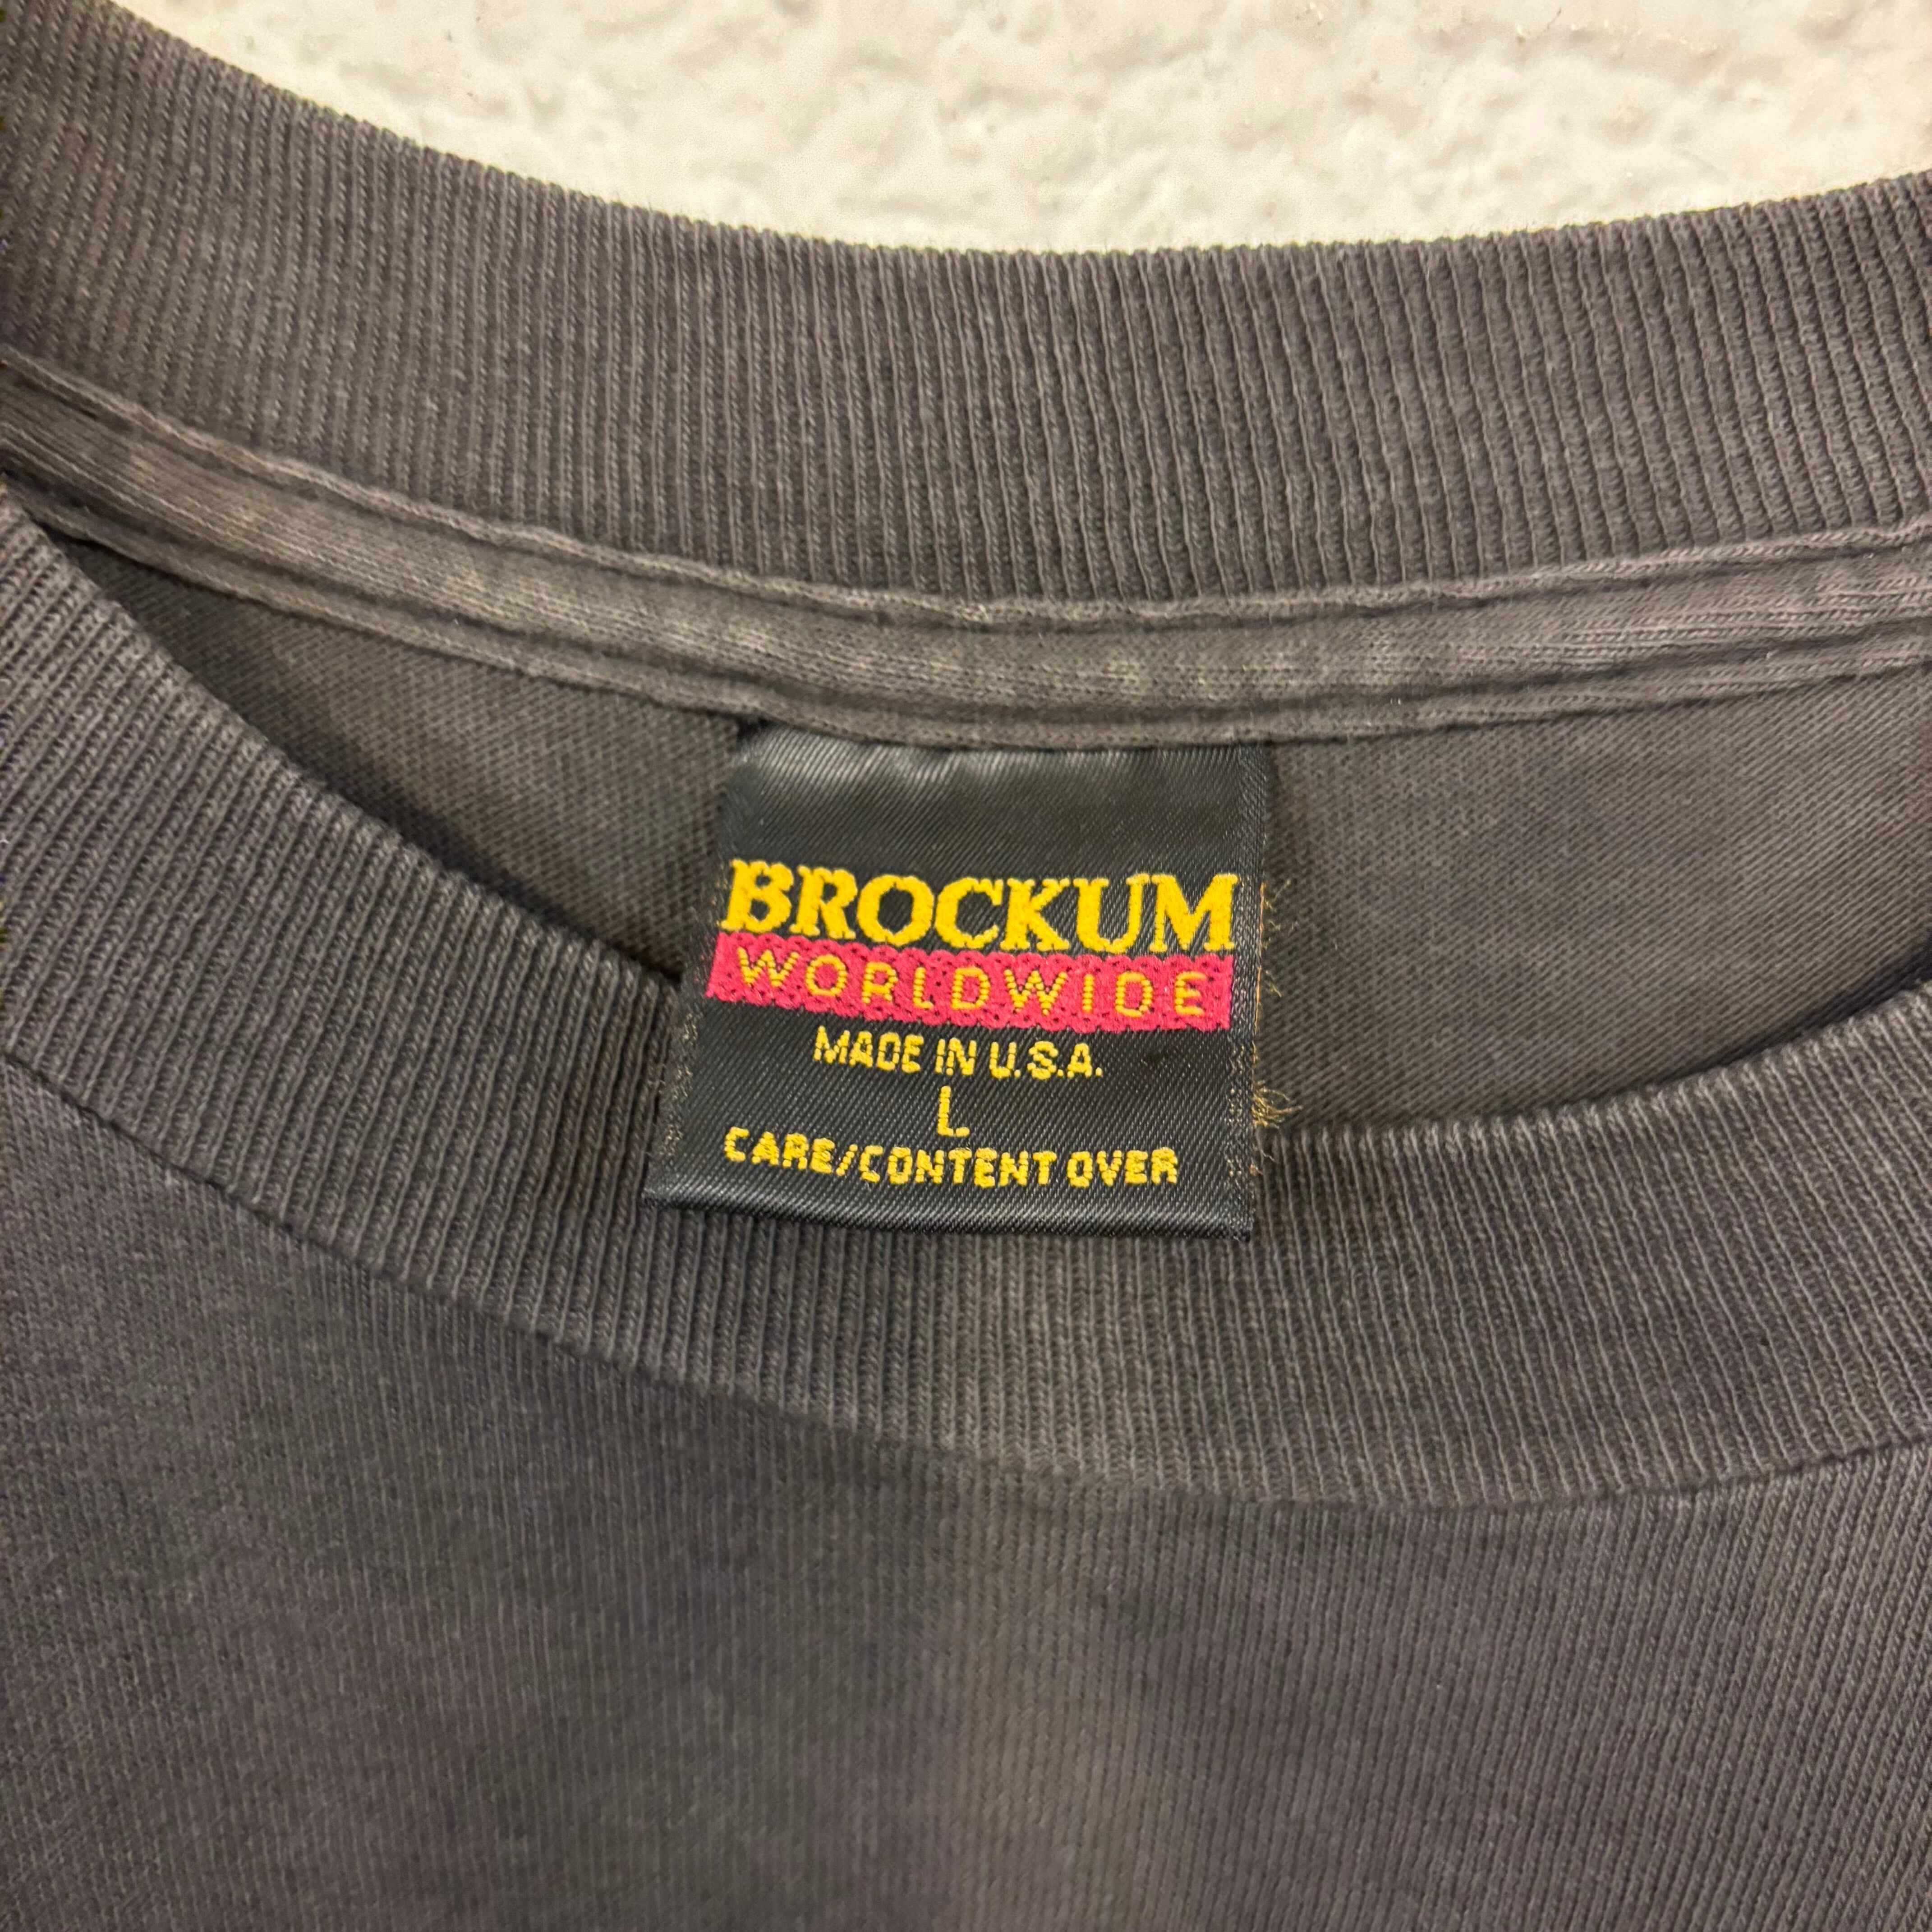 BROCKUM
WORLDWIDE
MADE IN U.S.A.
L
CARE/CONTENT OVER